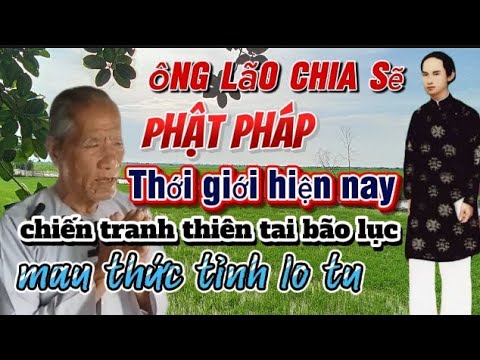 ÔNG LÃO CHIA SẼ
PHẬT PHÁP
Thới giới hiện nay
chiến tranh thiên tai bão lục
mau thức tỉnh lo tu